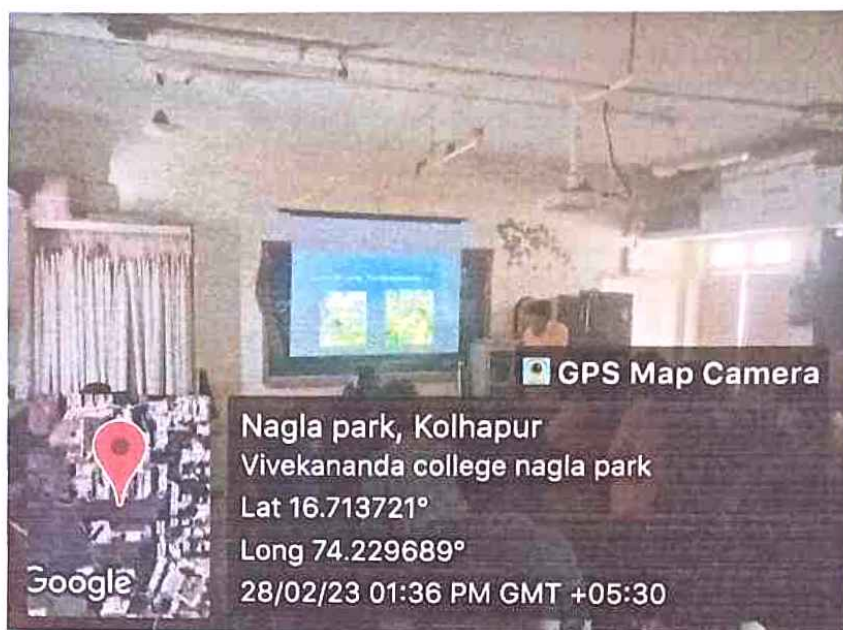 GPS Map Camera
Nagla park, Kolhapur
Vivekananda college nagla park
Lat 16.713721°
Long 74.229689°
28/02/23 01:36 PM GMT +05:30
Google